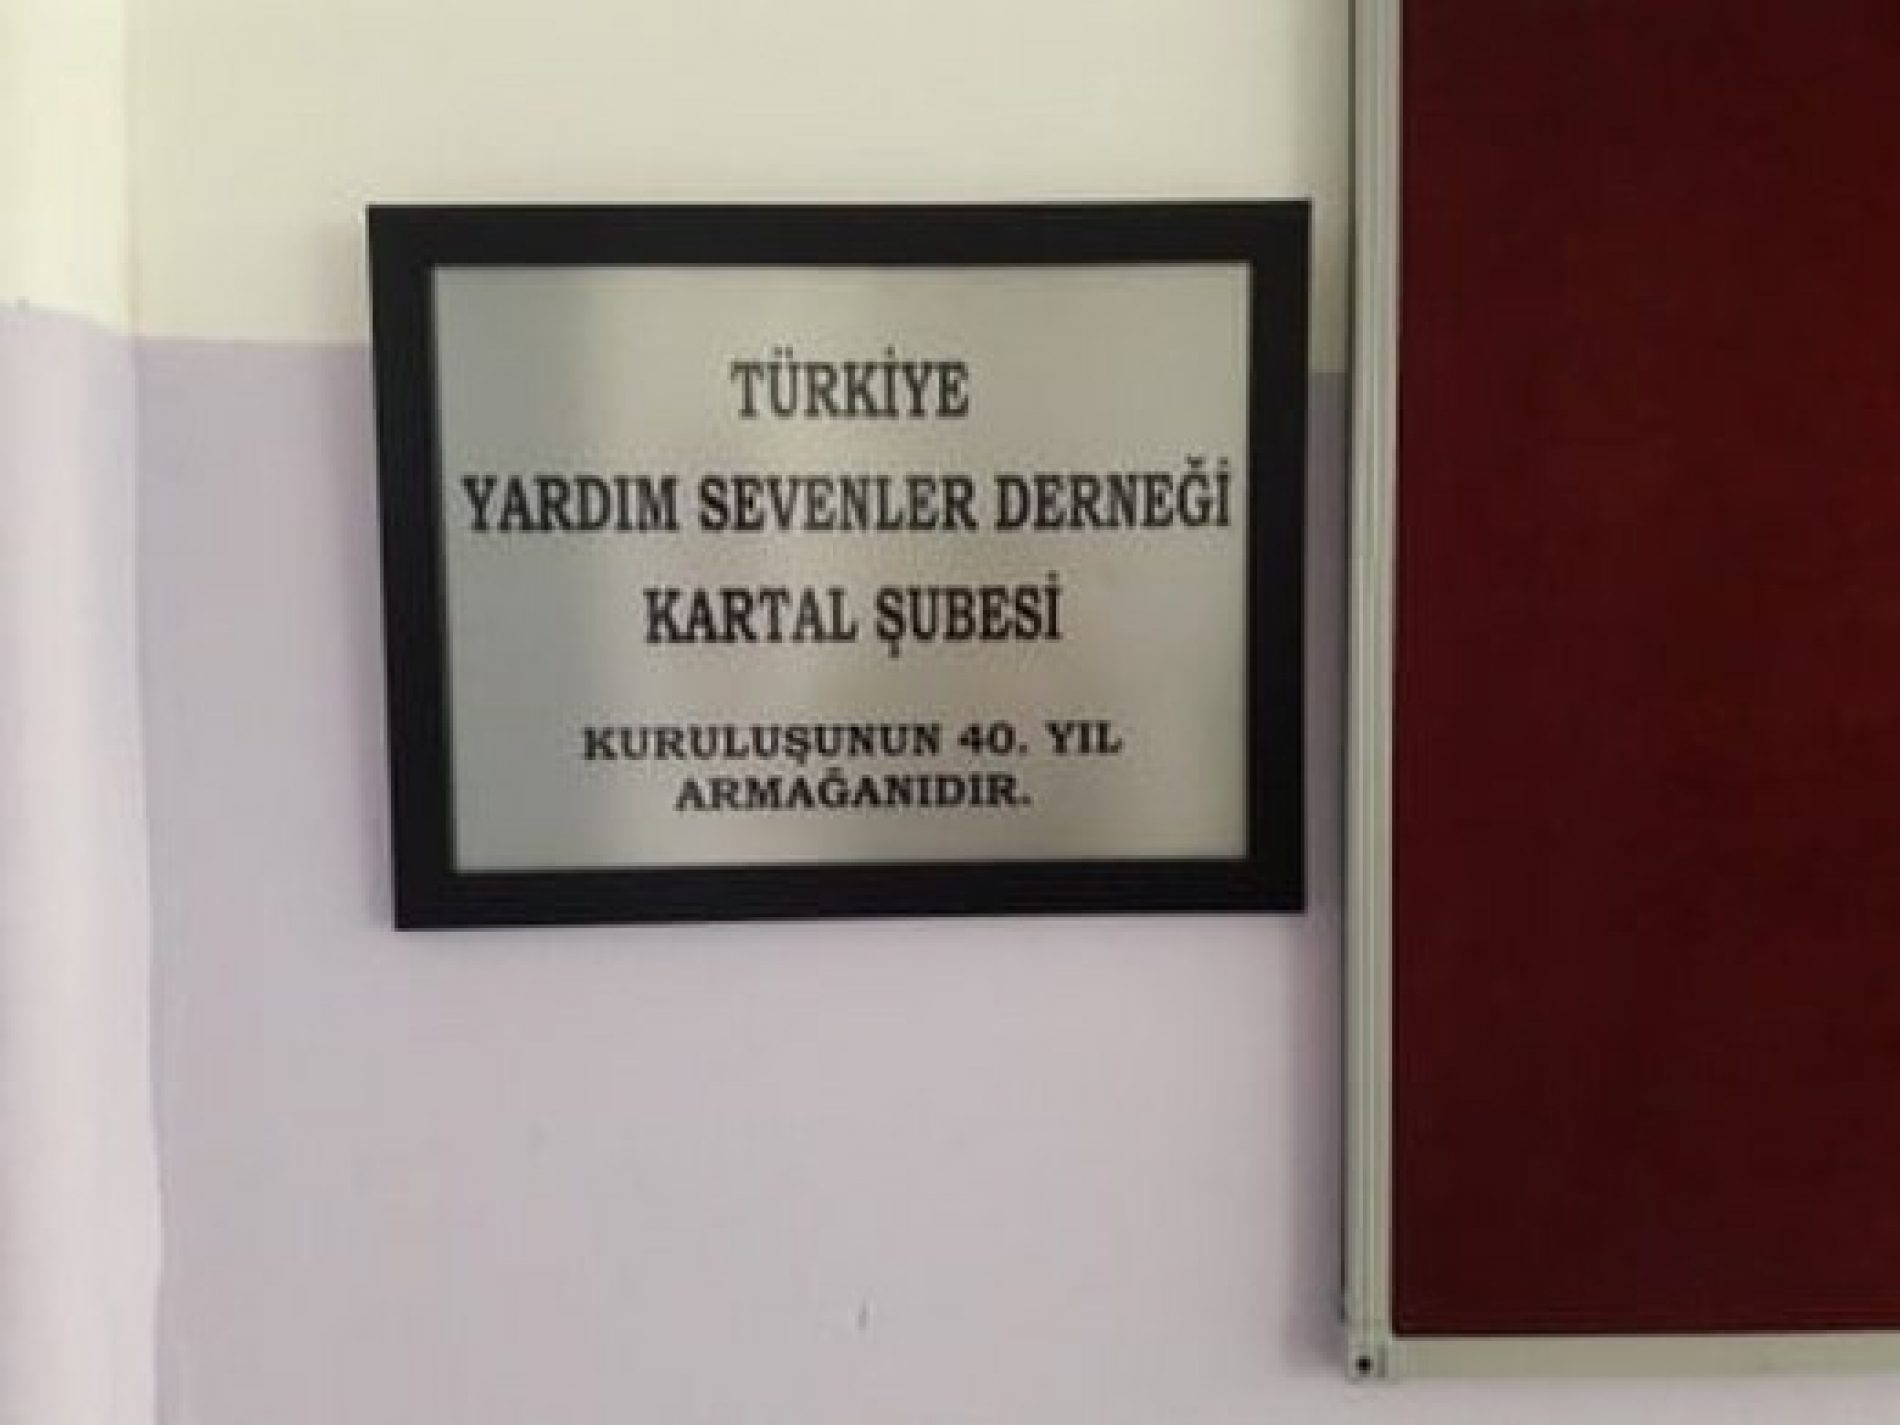 TÜRKİYE
YARDIM SEVENLER DERNEĞİ
KARTAL ŞUBESİ
KURULUŞUNUN 40. YIL
ARMAĞANIDIR.